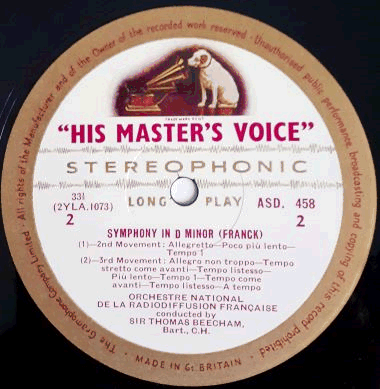 All rights of the Manufacturer and of the Owner of the recorded work reserved · Unauthorised public performance, broadcasting and copying of this record prohibited
TRADE MARK
"HIS MASTER'S VOICE"
STEREOPHONIC
33⅓
(2YLA.1073)
LONG PLAY
ASD. 458
2
2
SYMPHONY IN D MINOR (FRANCK)
(1)—2nd Movement: Allegretto—Poco più lento—
Tempo 1
(2)—3rd Movement: Allegro non troppo—Tempo
stretto come avanti—Tempo listesso—
Più lento—Tempo 1—Tempo come
avanti—Tempo listesso—A tempo
ORCHESTRE NATIONAL
DE LA RADIODIFFUSION FRANÇAISE
conducted by
SIR THOMAS BEECHAM,
Bart., C.H.
The Gramophone Company Limited ·
· MADE IN Gt. BRITAIN ·